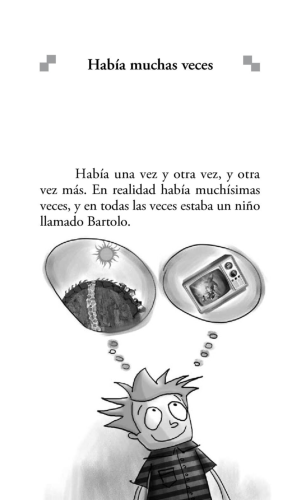 Había muchas veces
Había una vez y otra vez, y otra
vez más. En realidad había muchísimas
veces, y en todas las veces estaba un niño
llamado Bartolo.